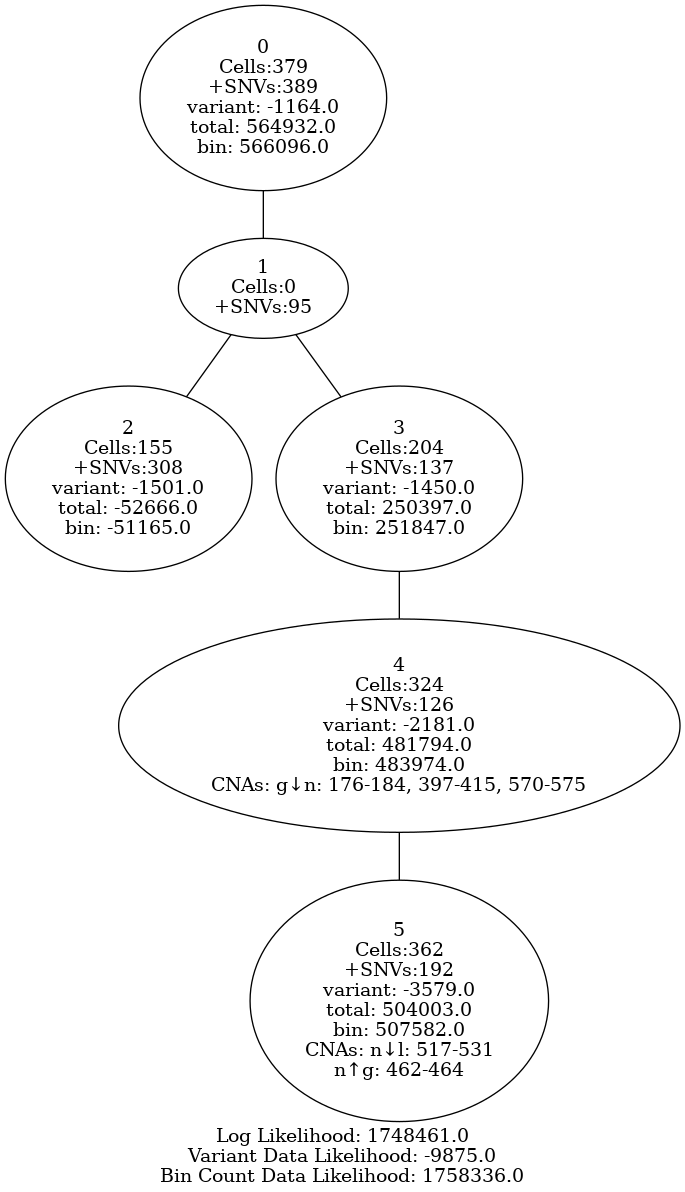 0
Cells:379
+SNVs:389
variant: -1164.0
total: 564932.0
bin: 566096.0
1
Cells:0
+SNVs:95
2
Cells:155
+SNVs:308
variant: -1501.0
total: -52666.0
bin: -51165.0
3
Cells:204
+SNVs:137
variant: -1450.0
total: 250397.0
bin: 251847.0
4
Cells:324
+SNVs:126
variant: -2181.0
total: 481794.0
bin: 483974.0
CNAs: g↓n: 176-184, 397-415, 570-575
5
Cells:362
+SNVs:192
variant: -3579.0
total: 504003.0
bin: 507582.0
CNAs: n↓l: 517-531
n↑g: 462-464
Log Likelihood: 1748461.0
Variant Data Likelihood: -9875.0
Bin Count Data Likelihood: 1758336.0